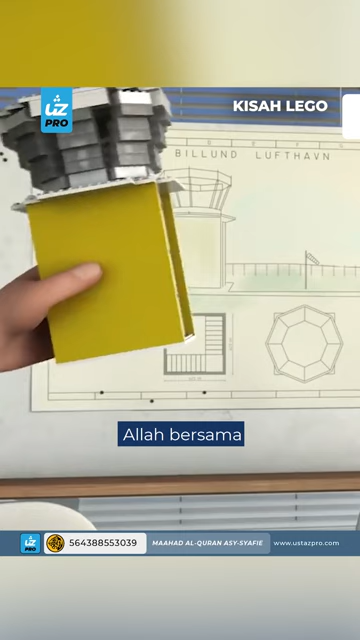 UZ
PRO
KISAH LEGO
BILLUND LUFTHAVN
Allah bersama
UZ
PRO
564388553039
MAAHAD AL-QURAN ASY-SYAFIE
www.ustazpro.com